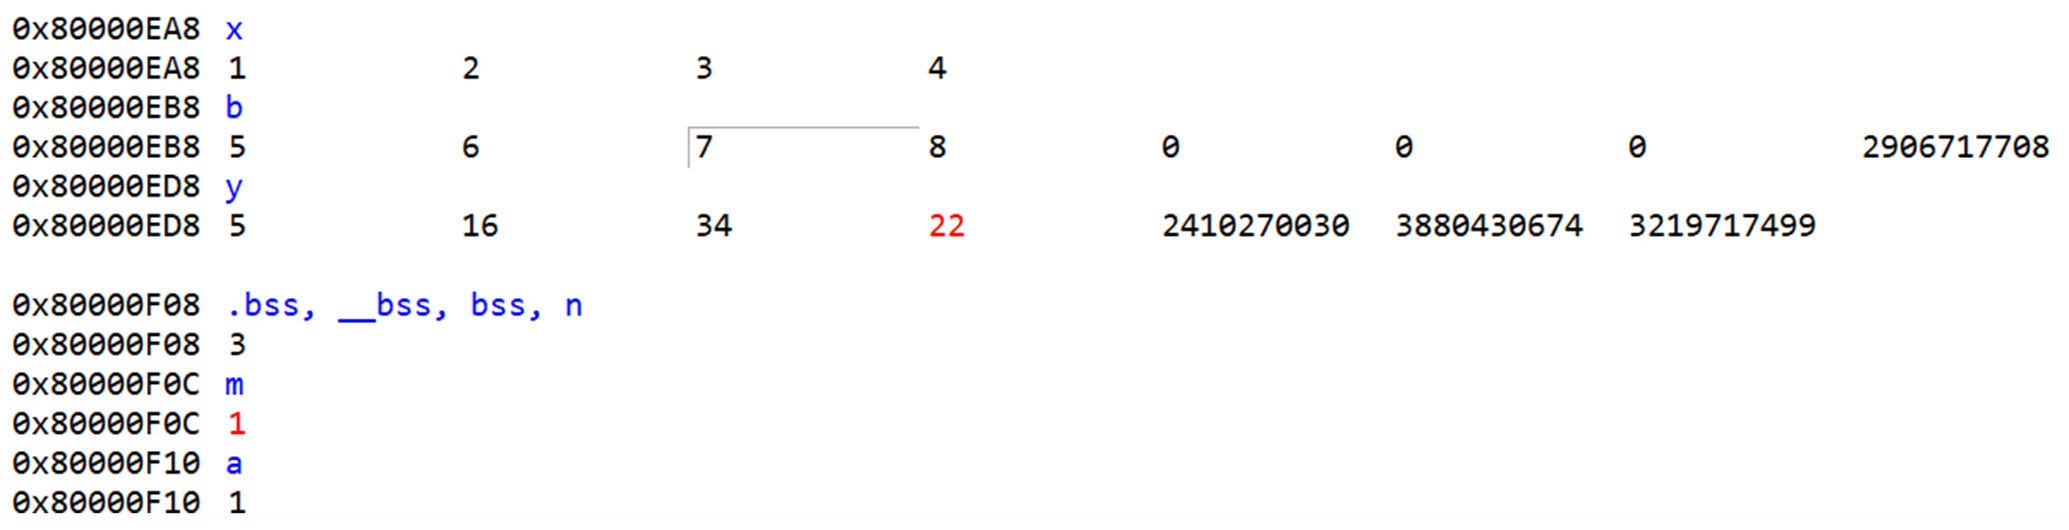 0x80000EA8 x
0x80000EA8 1 2 3 4
0x80000EB8 b
0x80000EB8 5 6 7 8 0 0 0 2906717708
0x80000ED8 y
0x80000ED8 5 16 34 22 2410270030 3880430674 3219717499
0x80000F08 .bss, __bss, bss, n
0x80000F08 3
0x80000F0C m
0x80000F0C 1
0x80000F10 a
0x80000F10 1